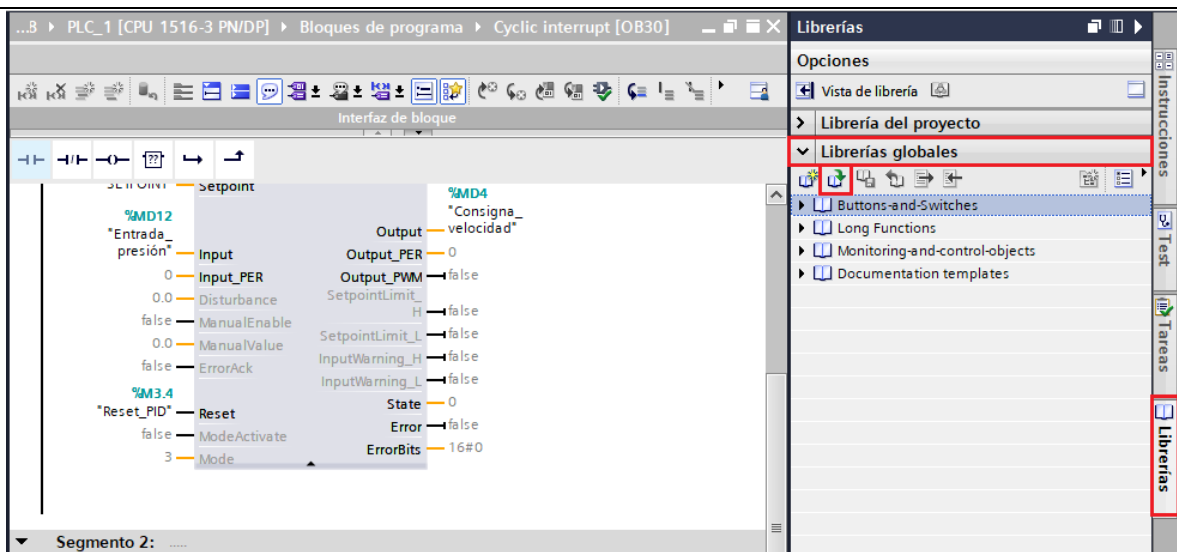 ...B ▸ PLC_1 [CPU 1516-3 PN/DP] ▸ Bloques de programa ▸ Cyclic interrupt [OB30]
Interfaz de bloque
??
SETPOINT Setpoint
%MD12
"Entrada_
presión" Input
0 Input_PER
0.0 Disturbance
false ManualEnable
0.0 ManualValue
false ErrorAck
%M3.4
"Reset_PID" Reset
false ModeActivate
3 Mode
%MD4
"Consigna_
Output velocidad"
Output_PER 0
Output_PWM false
SetpointLimit_
H false
SetpointLimit_L false
InputWarning_H false
InputWarning_L false
State 0
Error false
ErrorBits 16#0
Segmento 2: .....
Librerías
Opciones
Vista de librería
Librería del proyecto
Librerías globales
Buttons-and-Switches
Long Functions
Monitoring-and-control-objects
Documentation templates
Instrucciones
Test
Tareas
Librerías